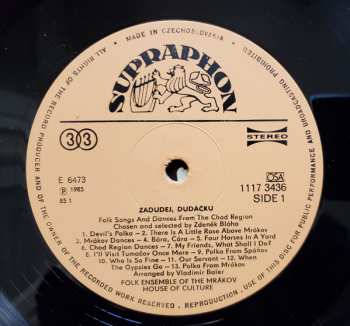 MADE IN CZECHOSLOVAKIA
ALL RIGHTS OF THE RECORD PRODUCER AND OF THE OWNER OF THE RECORDED WORK RESERVED. REPRODUCTION. USE OF THIS DISC FOR PUBLIC PERFORMANCE AND BROADCASTING PROHIBITED.
SUPRAPHON
33
STEREO
E 6473
Ⓟ 1985
85 1
OSA
1117 3436
SIDE 1
ZADUDEJ, DUDÁČKU
Folk Songs And Dances From The Chod Region
Chosen and selected by Zdeněk Bláha
1. Devil's Polka – 2. There Is A Little Rose Above Mrákov
3. Mrákov Dances – 4. Bára, Cára – 5. Four Horses In A Yard
6. Chod Region Dances – 7. My Friends, What Shall I Do?
8. I'll Visit Tumačov Once More – 9. Polka From Spáňov
10. Who Is So Fine – 11. Our Servant – 12. When
The Gypsies Go – 13. Polka From Mrákov
Arranged by Vladimír Baier
FOLK ENSEMBLE OF THE MRÁKOV
HOUSE OF CULTURE